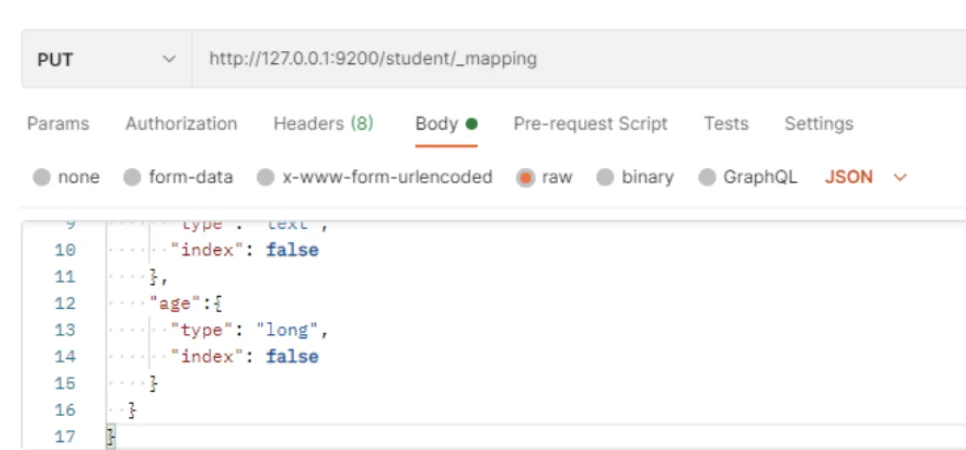 PUT http://127.0.0.1:9200/student/_mapping
Params Authorization Headers (8) Body Pre-request Script Tests Settings
none form-data x-www-form-urlencoded raw binary GraphQL JSON
9 "type": "text",
10 "index": false
11 },
12 "age":{
13 "type": "long",
14 "index": false
15 }
16 }
17 }